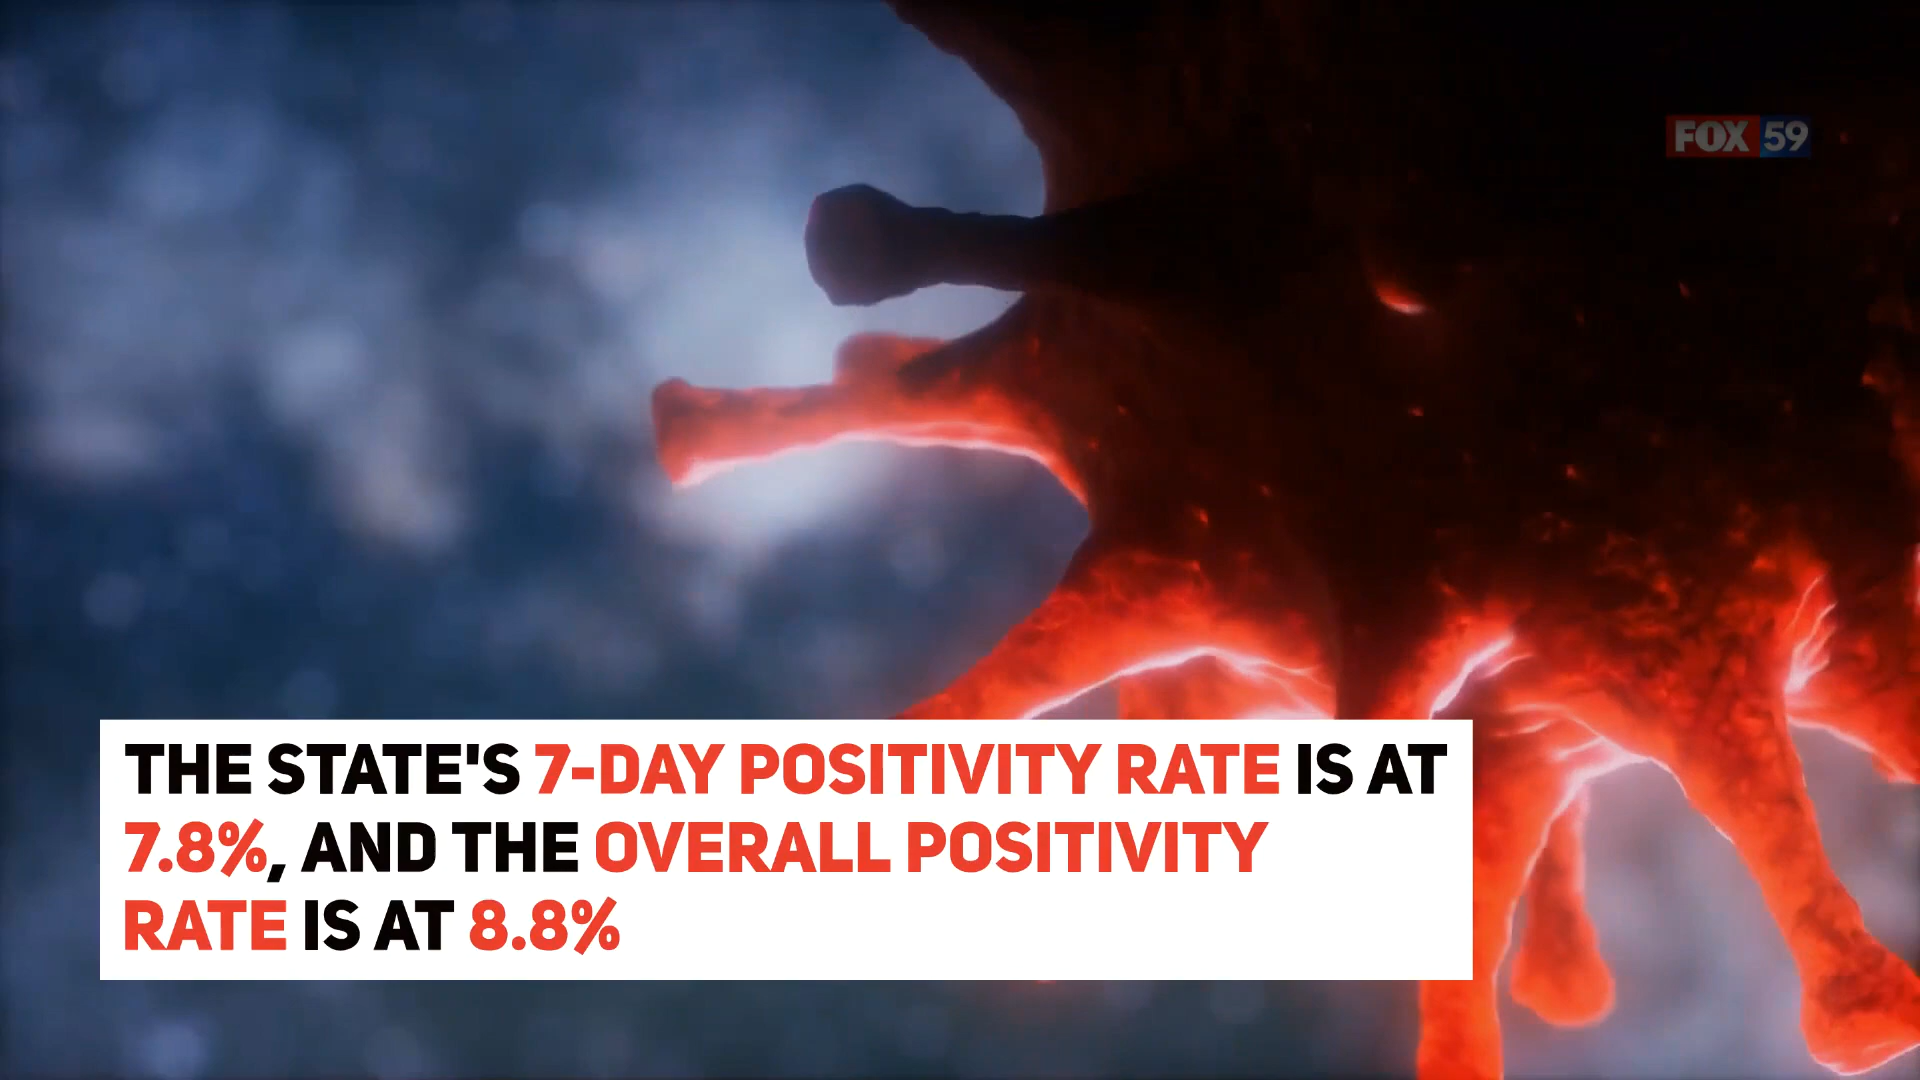 FOX 59
THE STATE'S 7-DAY POSITIVITY RATE IS AT
7.8%, AND THE OVERALL POSITIVITY
RATE IS AT 8.8%